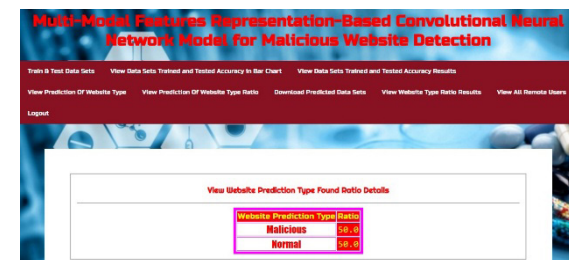 Multi-Modal Features Representation-Based Convolutional Neural
Network Model for Malicious Website Detection
Train & Test Data Sets View Data Sets Trained and Tested Accuracy in Bar Chart View Data Sets Trained and Tested Accuracy Results
View Prediction Of Website Type View Prediction Of Website Type Ratio Download Predicted Data Sets View Website Type Ratio Results View All Remote Users
Logout
View Website Prediction Type Found Ratio Details
Website Prediction Type Ratio
Malicious 50.0
Normal 50.0